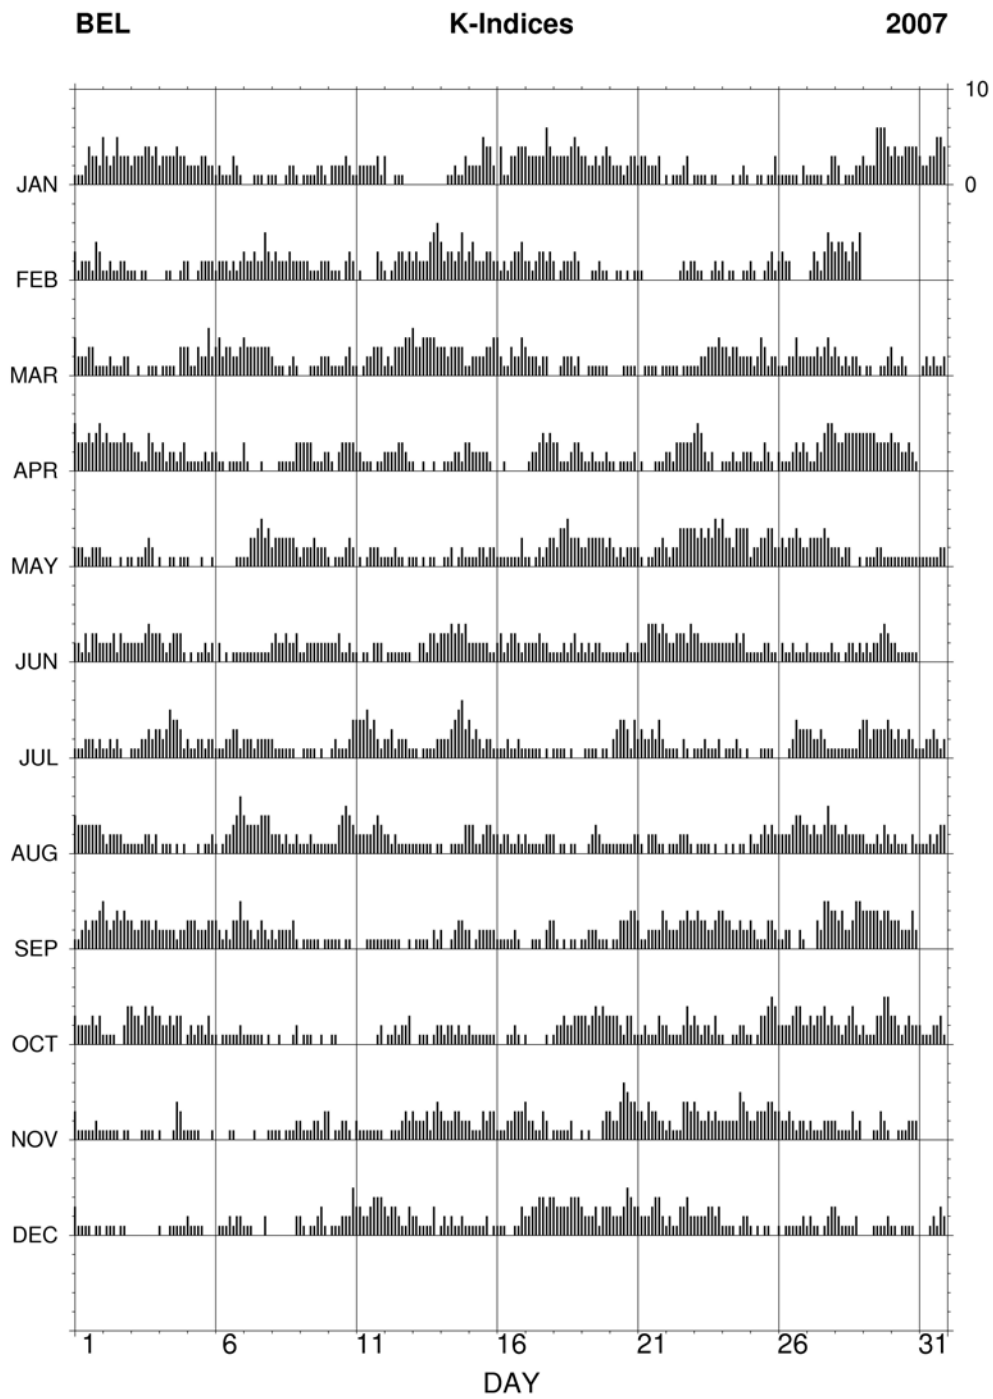 BEL K-Indices 2007
10
JAN 0
FEB
MAR
APR
MAY
JUN
JUL
AUG
SEP
OCT
NOV
DEC
1 6 11 16 21 26 31
DAY